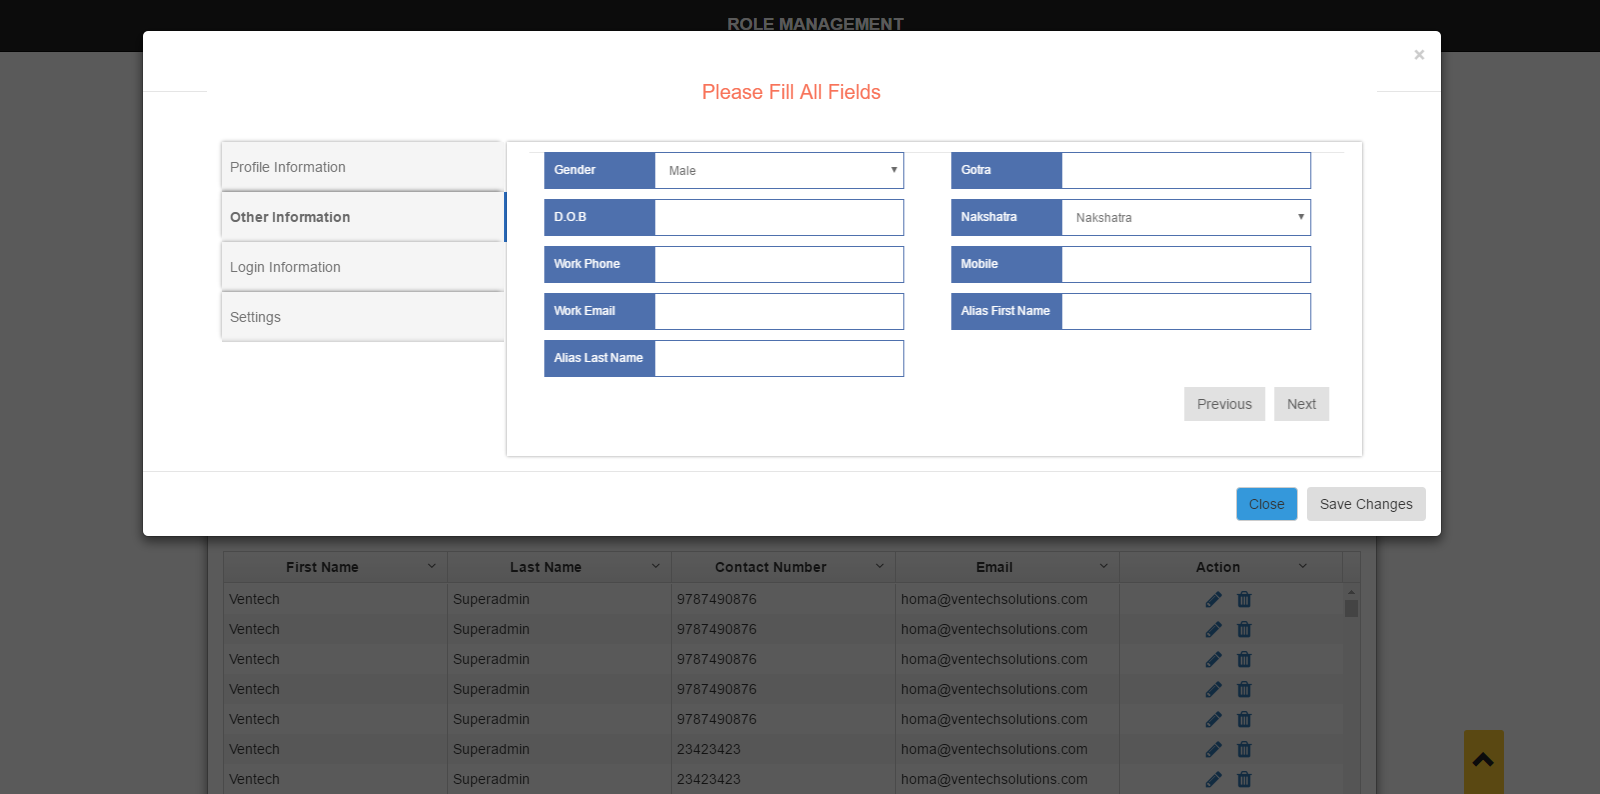 ROLE MANAGEMENT
×
Please Fill All Fields
Profile Information
Other Information
Login Information
Settings
Gender Male Gotra
D.O.B Nakshatra Nakshatra
Work Phone Mobile
Work Email Alias First Name
Alias Last Name
Previous Next
Close Save Changes
First Name Last Name Contact Number Email Action
Ventech Superadmin 9787490876 homa@ventechsolutions.com
Ventech Superadmin 9787490876 homa@ventechsolutions.com
Ventech Superadmin 9787490876 homa@ventechsolutions.com
Ventech Superadmin 9787490876 homa@ventechsolutions.com
Ventech Superadmin 9787490876 homa@ventechsolutions.com
Ventech Superadmin 23423423 homa@ventechsolutions.com
Ventech Superadmin 23423423 homa@ventechsolutions.com